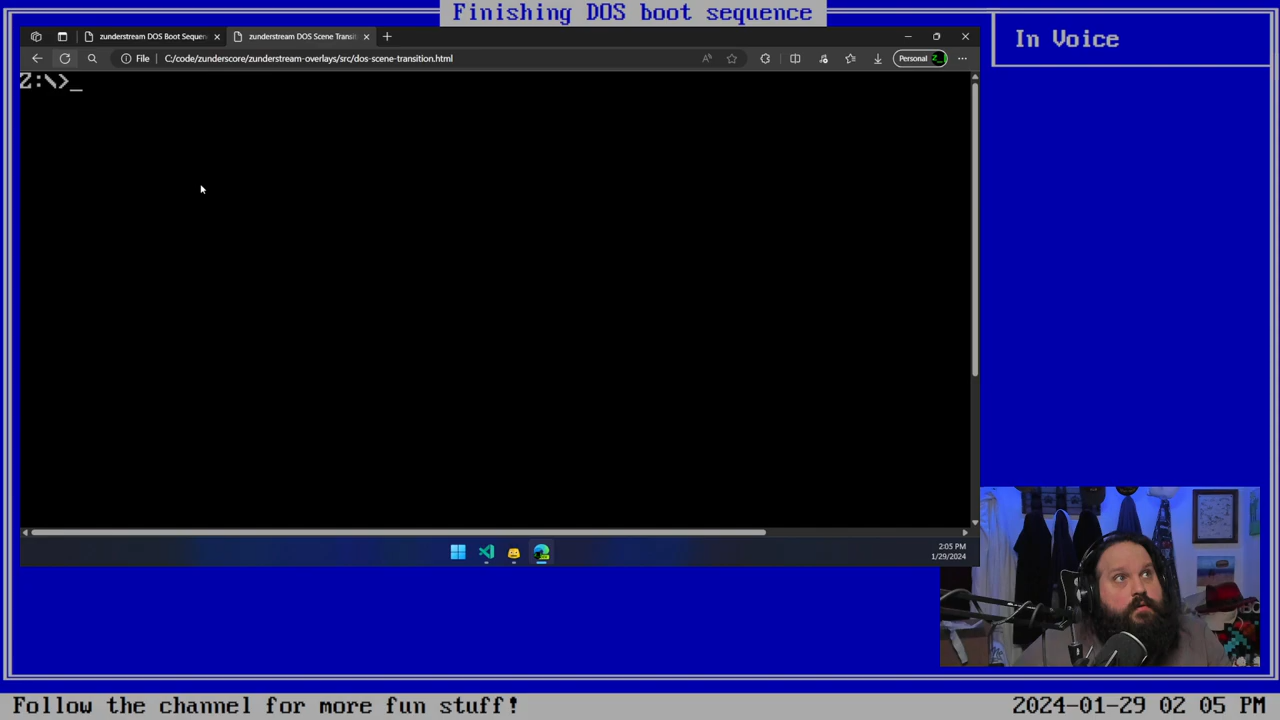 Finishing DOS boot sequence
In Voice
zunderstream DOS Boot Sequen
zunderstream DOS Scene Transit
File
C:/code/zunderscore/zunderstream-overlays/src/dos-scene-transition.html
Personal
Z:\>_
2:05 PM
1/29/2024
Follow the channel for more fun stuff!
2024-01-29 02 05 PM